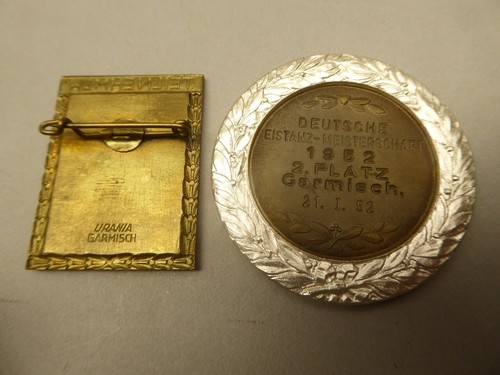 URANIA
GARMISCH
DEUTSCHE
EISTANZ-MEISTERSCHAFT
1952
2. PLATZ
Garmisch.
21. I. 52